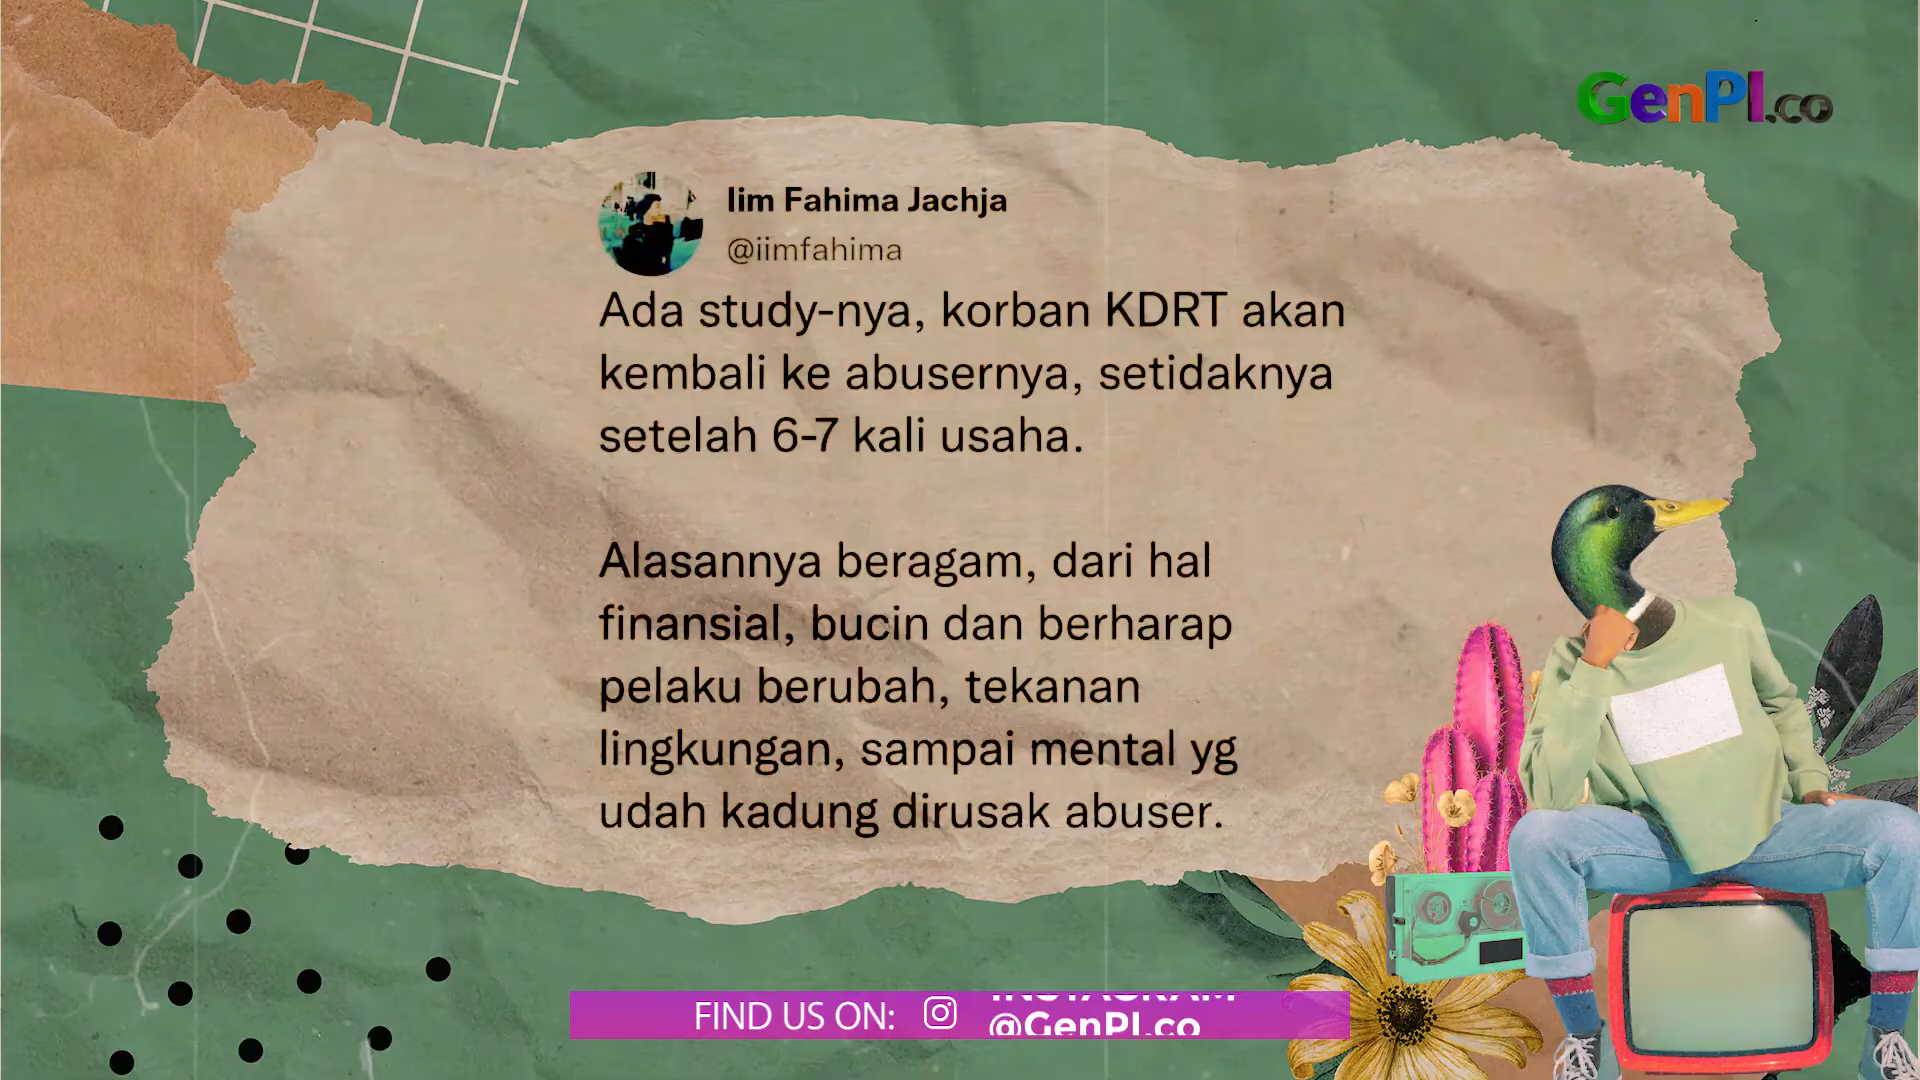 GenPI.co
Iim Fahima Jachja
@iimfahima
Ada study-nya, korban KDRT akan
kembali ke abusernya, setidaknya
setelah 6-7 kali usaha.
Alasannya beragam, dari hal
finansial, bucin dan berharap
pelaku berubah, tekanan
lingkungan, sampai mental yg
udah kadung dirusak abuser.
FIND US ON:
INSTAGRAM
@GenPI.co